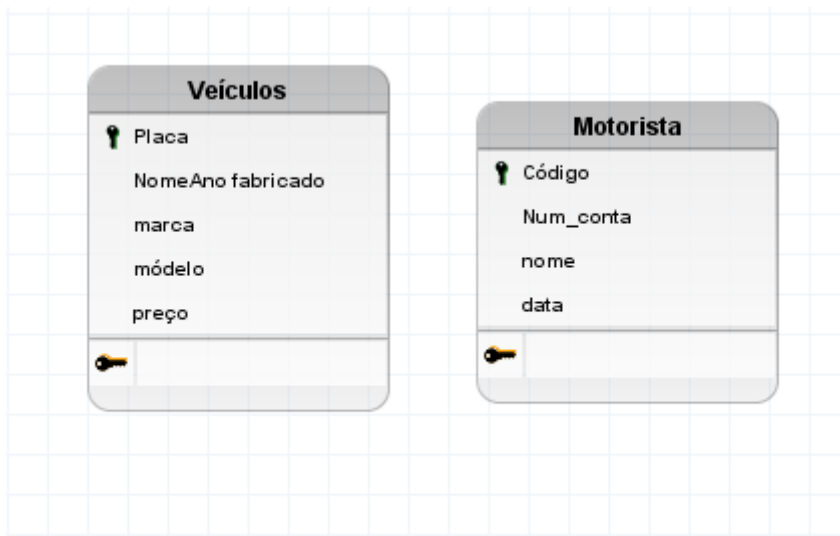 Veículos
Placa
NomeAno fabricado
marca
módelo
preço
Motorista
Código
Num_conta
nome
data